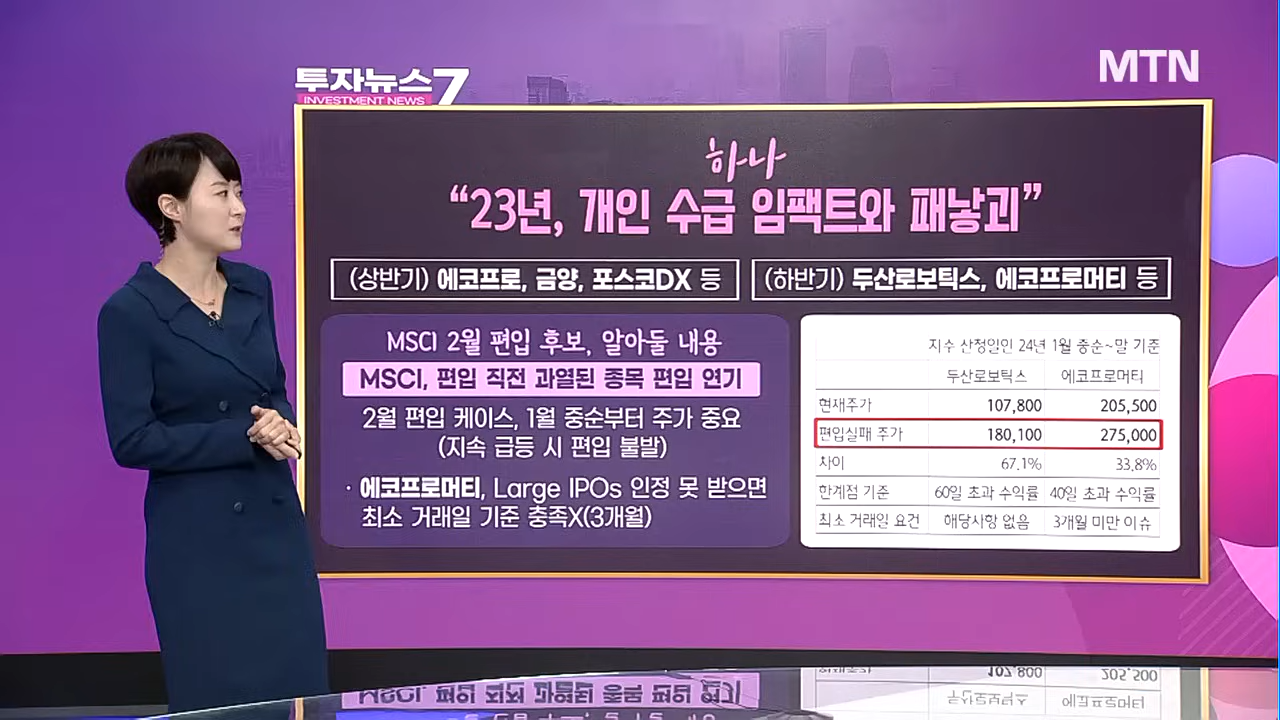 투자뉴스7
INVESTMENT NEWS
MTN
하나
“23년, 개인 수급 임팩트와 패낳괴”
(상반기) 에코프로, 금양, 포스코DX 등
(하반기) 두산로보틱스, 에코프로머티 등
MSCI 2월 편입 후보, 알아둘 내용
MSCI, 편입 직전 과열된 종목 편입 연기
2월 편입 케이스, 1월 중순부터 주가 중요
(지속 급등 시 편입 불발)
· 에코프로머티, Large IPOs 인정 못 받으면
최소 거래일 기준 충족X(3개월)
지수 산정일인 24년 1월 중순~말 기준
두산로보틱스 에코프로머티
현재주가 107,800 205,500
편입실패 주가 180,100 275,000
차이 67.1% 33.8%
한계점 기준 60일 초과 수익률 40일 초과 수익률
최소 거래일 요건 해당사항 없음 3개월 미만 이슈